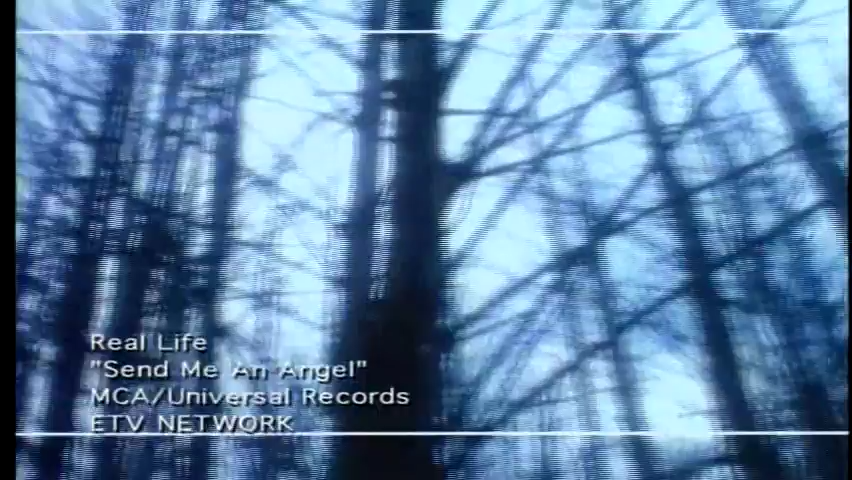 Real Life
"Send Me An Angel"
MCA/Universal Records
ETV NETWORK